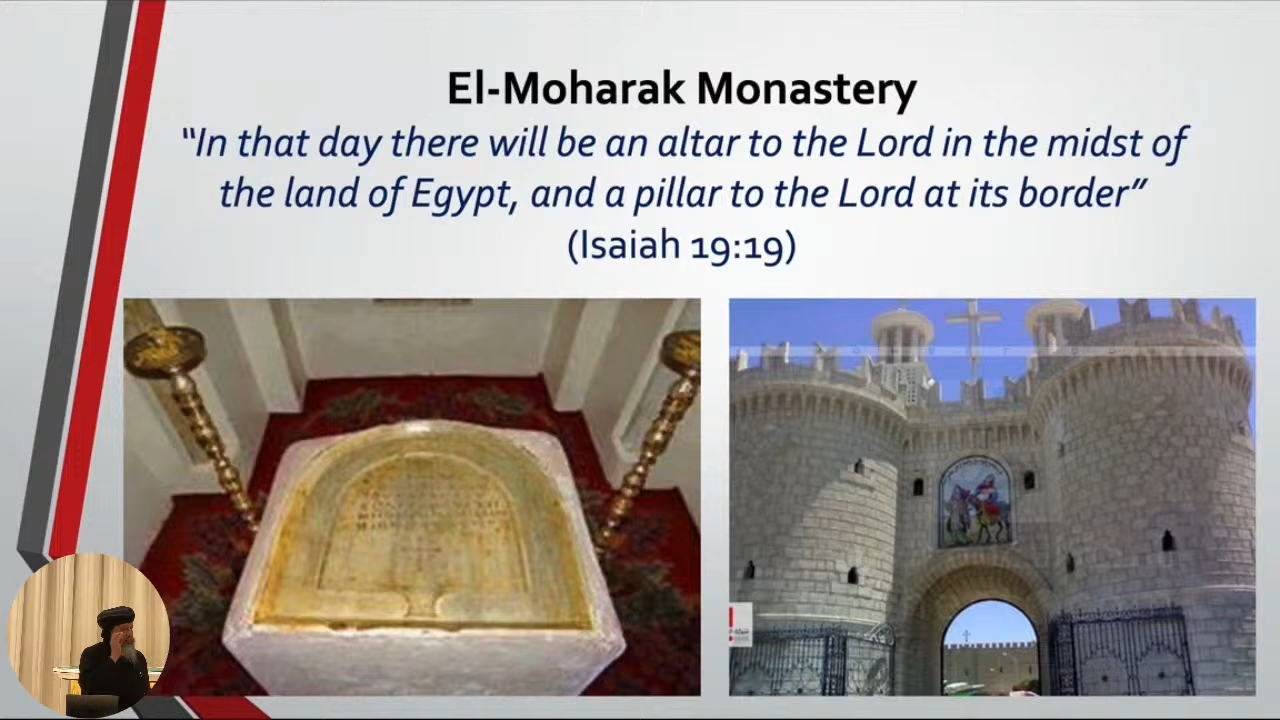 El-Moharak Monastery
“In that day there will be an altar to the Lord in the midst of
the land of Egypt, and a pillar to the Lord at its border”
(Isaiah 19:19)